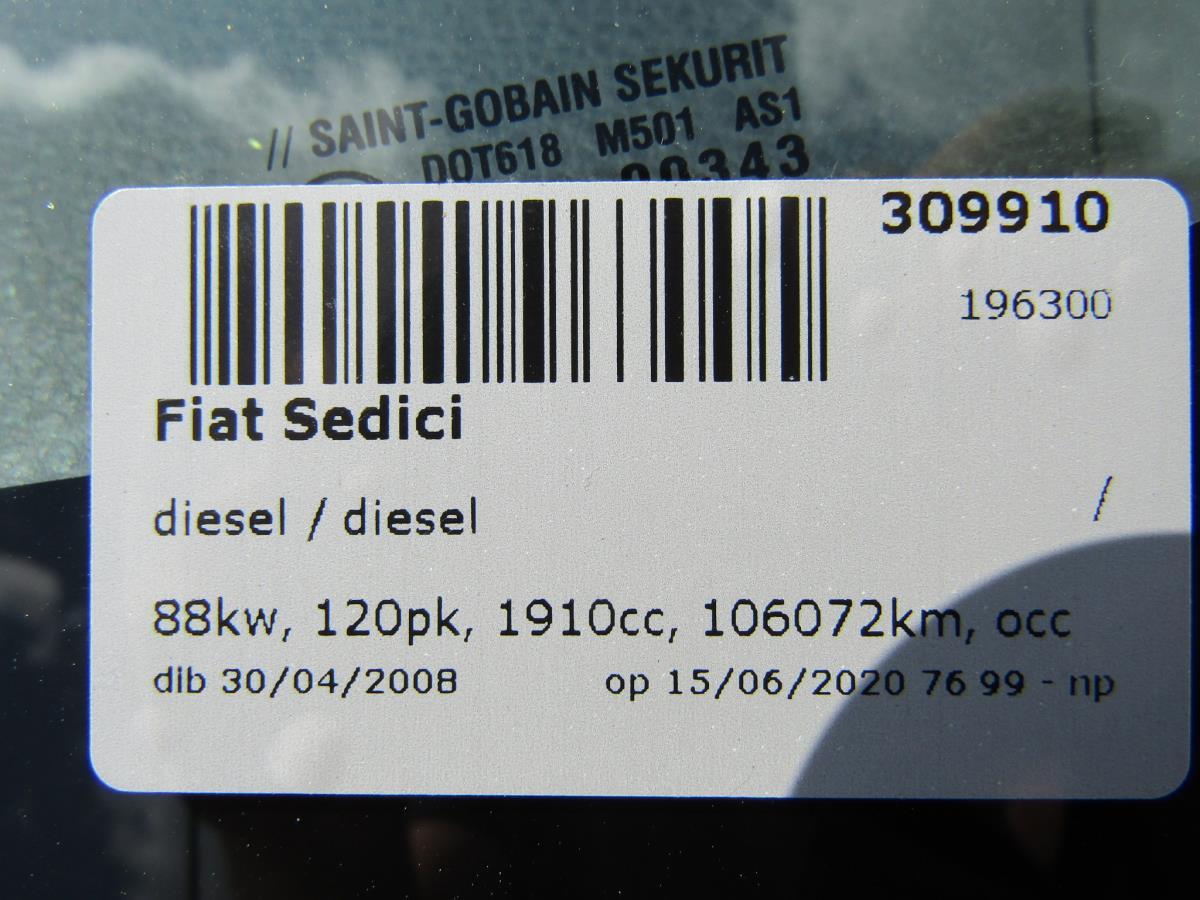 // SAINT-GOBAIN SEKURIT
DOT618 M501 AS1
00343
309910
196300
Fiat Sedici
diesel / diesel
/
88kw, 120pk, 1910cc, 106072km, occ
dib 30/04/2008
op 15/06/2020 76 99 - np